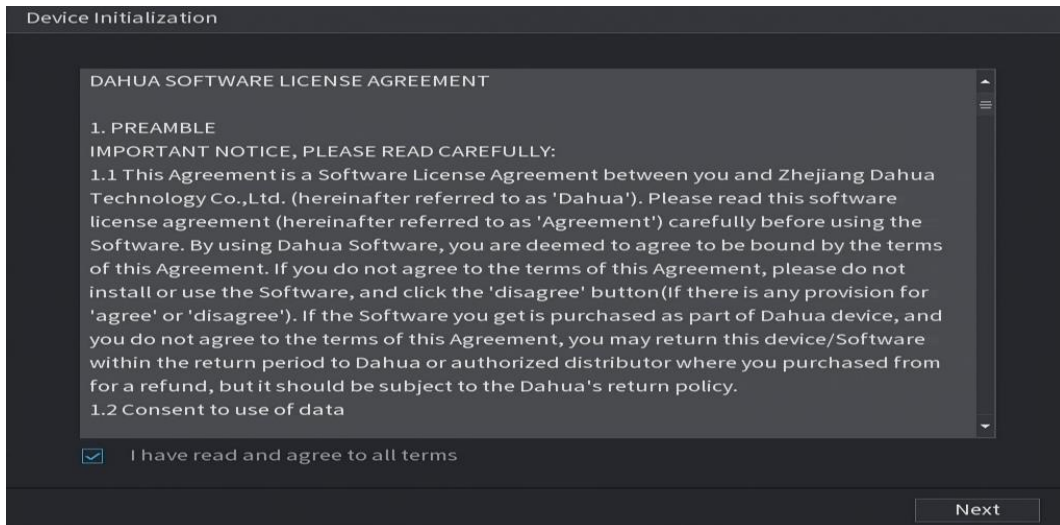 Device Initialization
DAHUA SOFTWARE LICENSE AGREEMENT
1. PREAMBLE
IMPORTANT NOTICE, PLEASE READ CAREFULLY:
1.1 This Agreement is a Software License Agreement between you and Zhejiang Dahua
Technology Co.,Ltd. (hereinafter referred to as 'Dahua'). Please read this software
license agreement (hereinafter referred to as 'Agreement') carefully before using the
Software. By using Dahua Software, you are deemed to agree to be bound by the terms
of this Agreement. If you do not agree to the terms of this Agreement, please do not
install or use the Software, and click the 'disagree' button(If there is any provision for
'agree' or 'disagree'). If the Software you get is purchased as part of Dahua device, and
you do not agree to the terms of this Agreement, you may return this device/Software
within the return period to Dahua or authorized distributor where you purchased from
for a refund, but it should be subject to the Dahua's return policy.
1.2 Consent to use of data
I have read and agree to all terms
Next